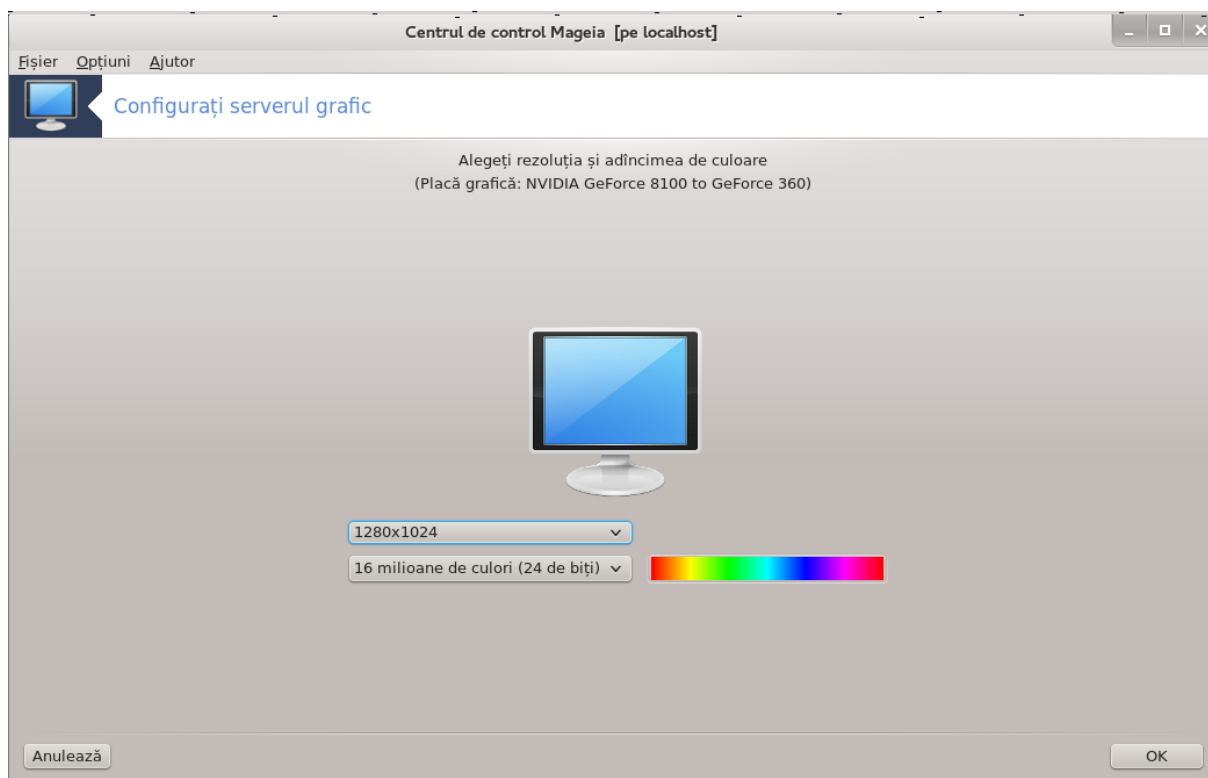 Centrul de control Mageia [pe localhost]
Fișier Opțiuni Ajutor
Configurați serverul grafic
Alegeți rezoluția și adîncimea de culoare
(Placă grafică: NVIDIA GeForce 8100 to GeForce 360)
1280x1024
16 milioane de culori (24 de biți)
Anulează OK